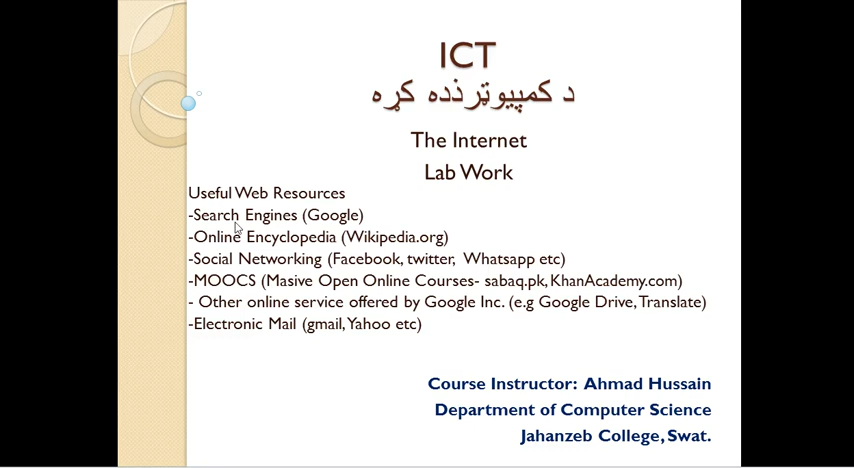 ICT
د کمپیوټر زده کړه
The Internet
Lab Work
Useful Web Resources
-Search Engines (Google)
-Online Encyclopedia (Wikipedia.org)
-Social Networking (Facebook, twitter, Whatsapp etc)
-MOOCS (Masive Open Online Courses- sabaq.pk, KhanAcademy.com)
- Other online service offered by Google Inc. (e.g Google Drive, Translate)
-Electronic Mail (gmail, Yahoo etc)
Course Instructor: Ahmad Hussain
Department of Computer Science
Jahanzeb College, Swat.